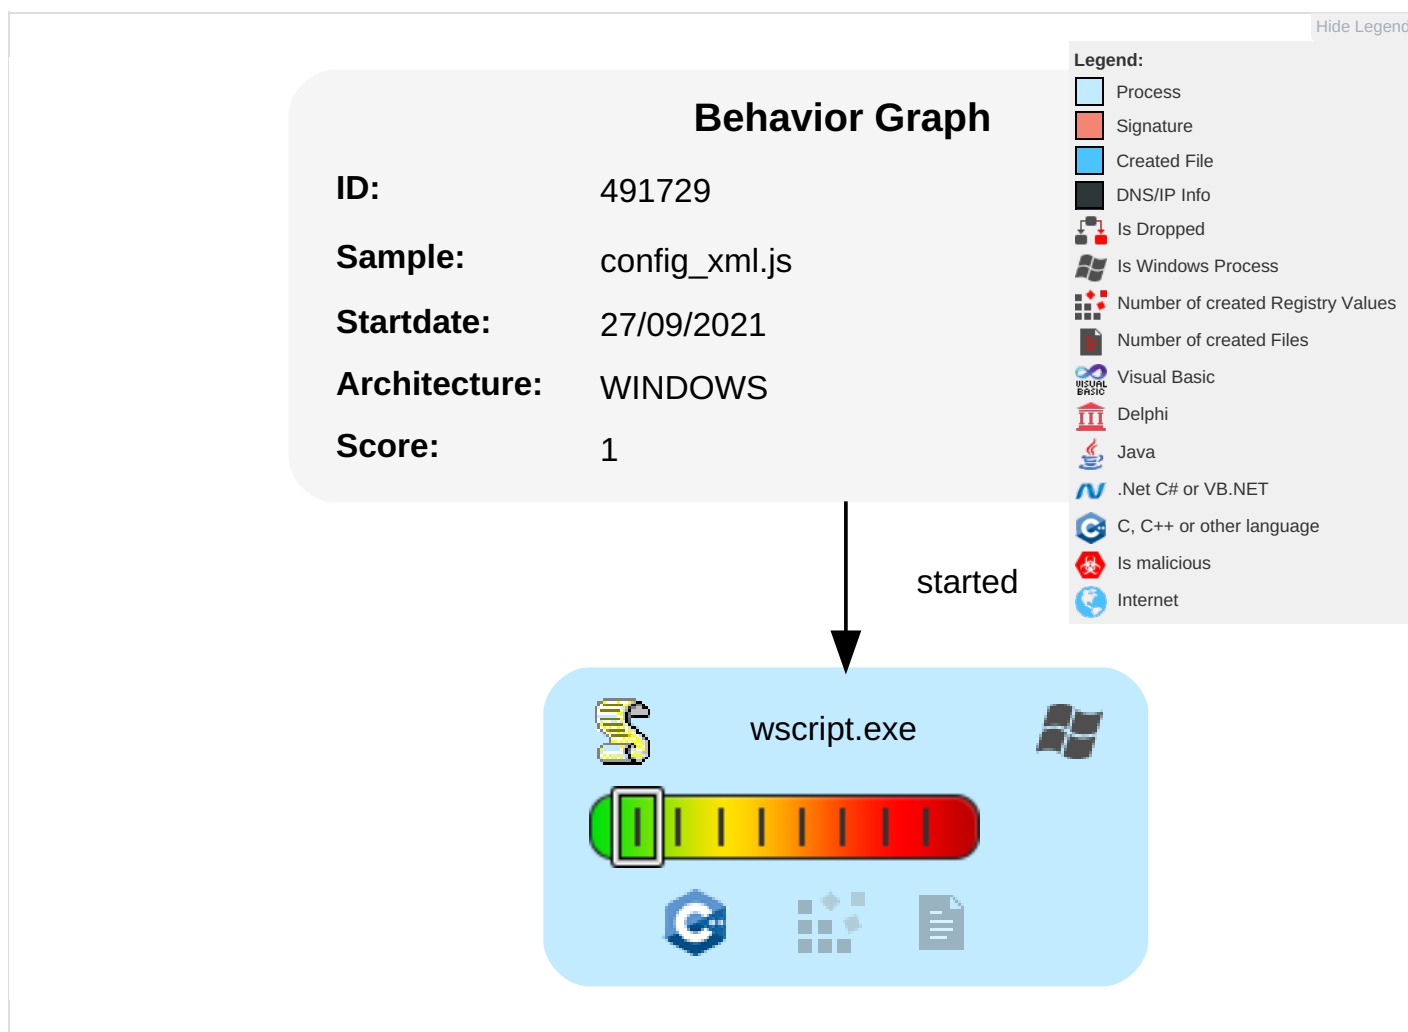 Hide Legend
Legend:
Process
Signature
Created File
DNS/IP Info
Is Dropped
Is Windows Process
Number of created Registry Values
Number of created Files
VISUAL BASIC
Visual Basic
Delphi
Java
.Net C# or VB.NET
C, C++ or other language
Is malicious
Internet
Behavior Graph
ID: 491729
Sample: config_xml.js
Startdate: 27/09/2021
Architecture: WINDOWS
Score: 1
started
wscript.exe